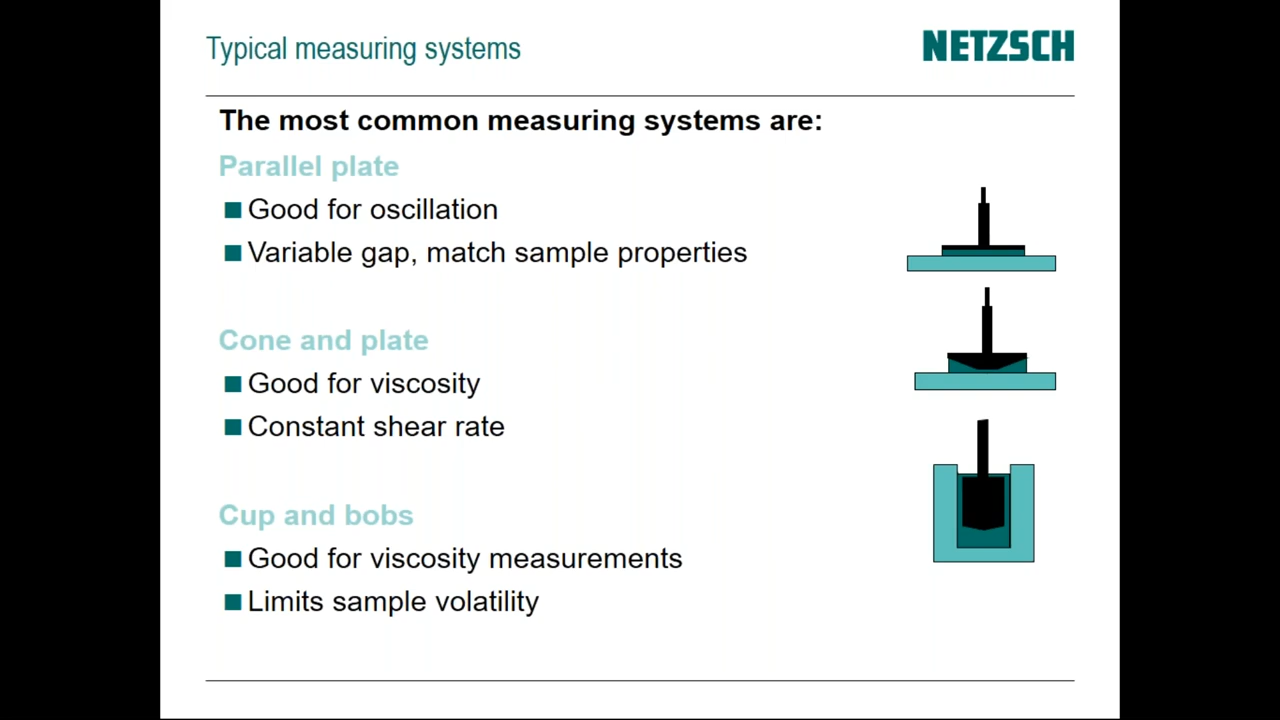 Typical measuring systems
NETZSCH
The most common measuring systems are:
Parallel plate
Good for oscillation
Variable gap, match sample properties
Cone and plate
Good for viscosity
Constant shear rate
Cup and bobs
Good for viscosity measurements
Limits sample volatility